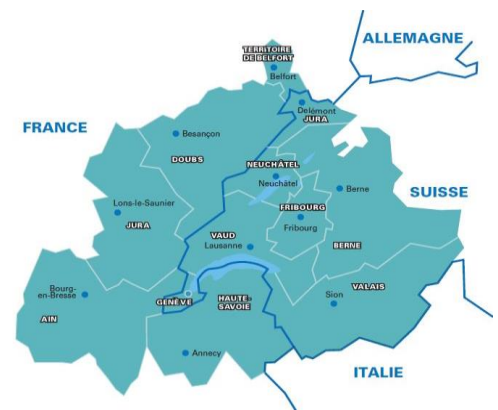 ALLEMAGNE
TERRITOIRE
DE BELFORT
Belfort
Delémont
JURA
FRANCE
Besançon
DOUBS
NEUCHÂTEL
Neuchâtel
Berne
SUISSE
Lons-le-Saunier
JURA
FRIBOURG
Fribourg
VAUD
Lausanne
BERNE
VALAIS
Bourg-
en-Bresse
AIN
GENÈVE
HAUTE-
SAVOIE
Sion
Annecy
ITALIE